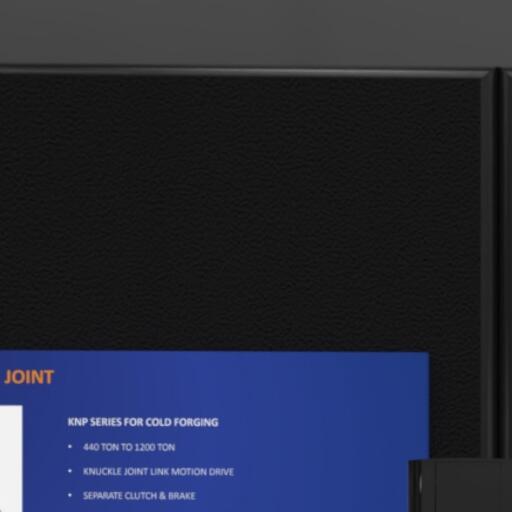 JOINT
KNP SERIES FOR COLD FORGING
• 440 TON TO 1200 TON
• KNUCKLE JOINT LINK MOTION DRIVE
• SEPARATE CLUTCH & BRAKE